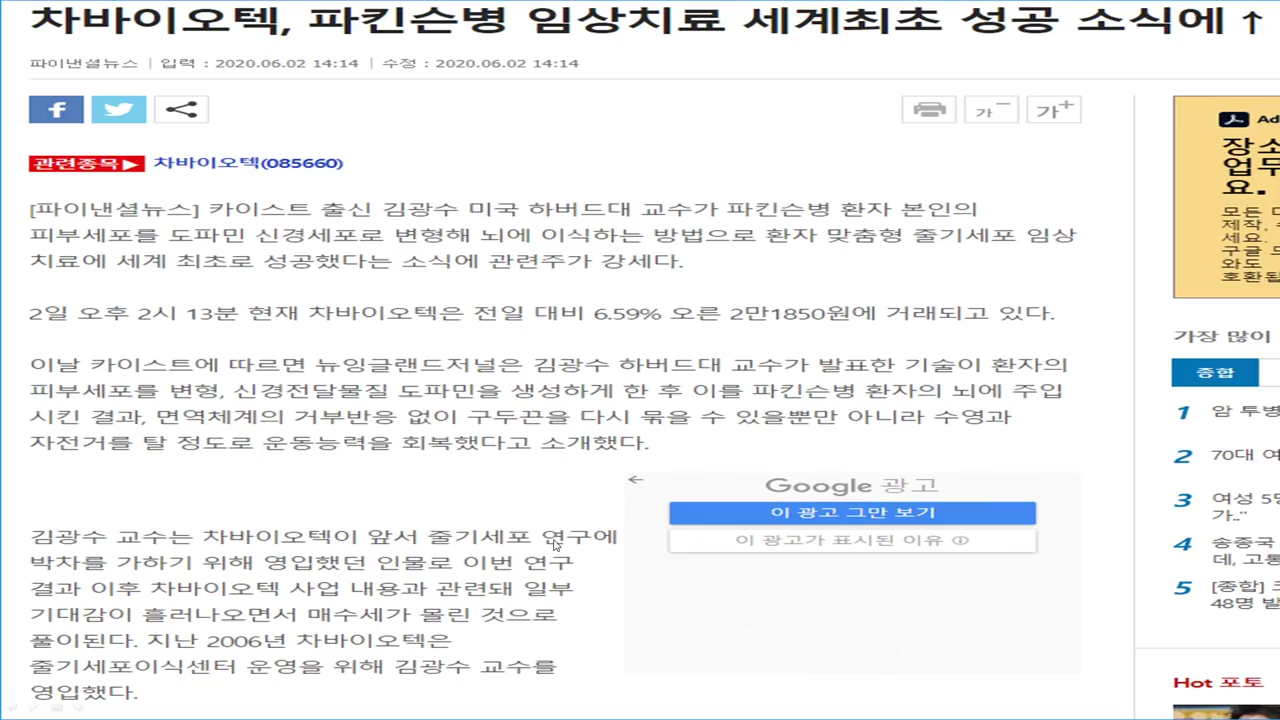 차바이오텍, 파킨슨병 임상치료 세계최초 성공 소식에 ↑
파이낸셜뉴스 | 입력 : 2020.06.02 14:14 | 수정 : 2020.06.02 14:14
f
가- 가+
관련종목▶ 차바이오텍(085660)
[파이낸셜뉴스] 카이스트 출신 김광수 미국 하버드대 교수가 파킨슨병 환자 본인의
피부세포를 도파민 신경세포로 변형해 뇌에 이식하는 방법으로 환자 맞춤형 줄기세포 임상
치료에 세계 최초로 성공했다는 소식에 관련주가 강세다.
2일 오후 2시 13분 현재 차바이오텍은 전일 대비 6.59% 오른 2만1850원에 거래되고 있다.
이날 카이스트에 따르면 뉴잉글랜드저널은 김광수 하버드대 교수가 발표한 기술이 환자의
피부세포를 변형, 신경전달물질 도파민을 생성하게 한 후 이를 파킨슨병 환자의 뇌에 주입
시킨 결과, 면역체계의 거부반응 없이 구두끈을 다시 묶을 수 있을뿐만 아니라 수영과
자전거를 탈 정도로 운동능력을 회복했다고 소개했다.
김광수 교수는 차바이오텍이 앞서 줄기세포 연구에
박차를 가하기 위해 영입했던 인물로 이번 연구
결과 이후 차바이오텍 사업 내용과 관련돼 일부
기대감이 흘러나오면서 매수세가 몰린 것으로
풀이된다. 지난 2006년 차바이오텍은
줄기세포이식센터 운영을 위해 김광수 교수를
영입했다.
Google 광고
이 광고 그만 보기
이 광고가 표시된 이유 ⓘ
Ad
장소
업무
요.
모든
제작,
세요.
구글
와도
호환됩
가장 많이
종합
1 암 투병
2 70대 여
3 여성 5명
가.."
4 송종국
데, 고통
5 [종합]
48명 발
Hot 포토